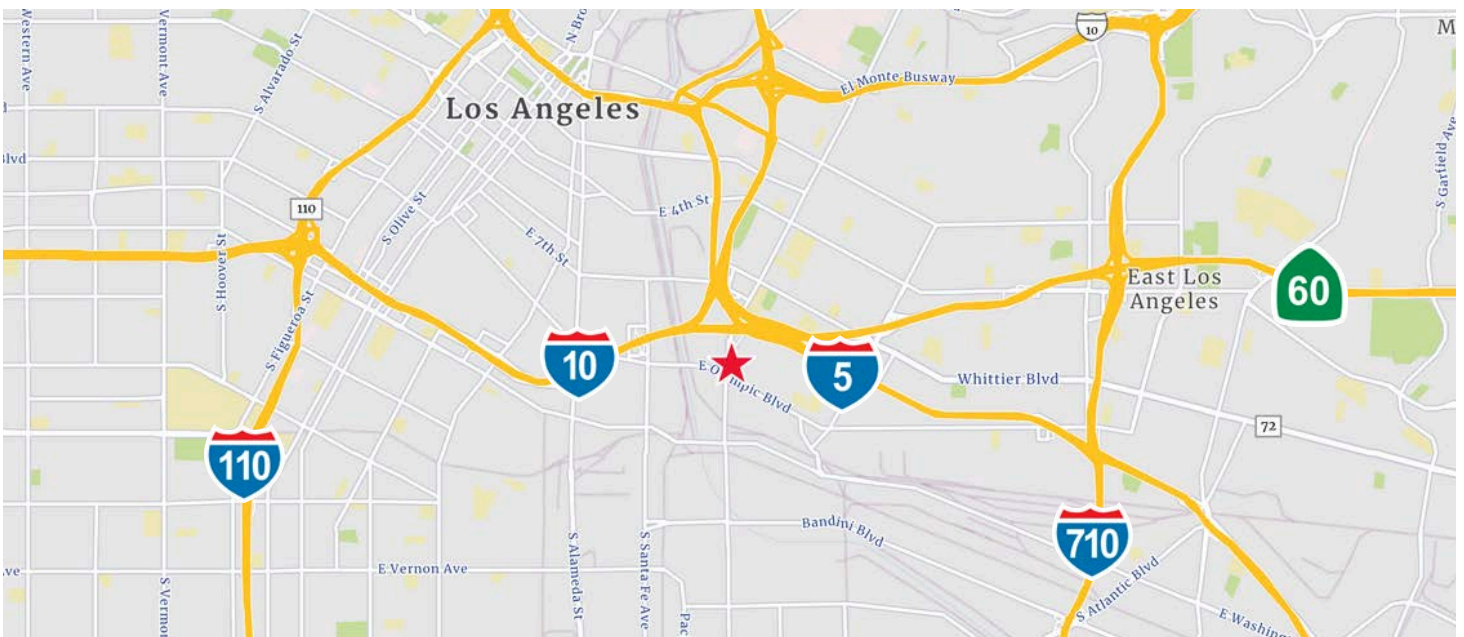 Western Ave
Vermont Ave
S Alvarado St
N Bro
10
El Monte Busway
M
Los Angeles
S Garfield Ave
Blvd
110
S Olive St
E 4th St
E 7th St
S Hoover St
East Los
Angeles
60
S Figueroa St
10
5
E Olympic Blvd
Whittier Blvd
72
110
Bandini Blvd
710
ve
S Vermon
E Vernon Ave
S Alameda St
S Santa Fe Ave
Pac
S Atlantic Blvd
E Washing